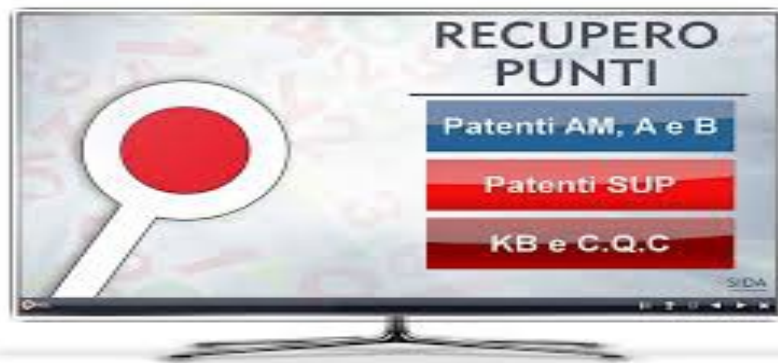 RECUPERO
PUNTI
Patenti AM, A e B
Patenti SUP
KB e C.Q.C
SIDA